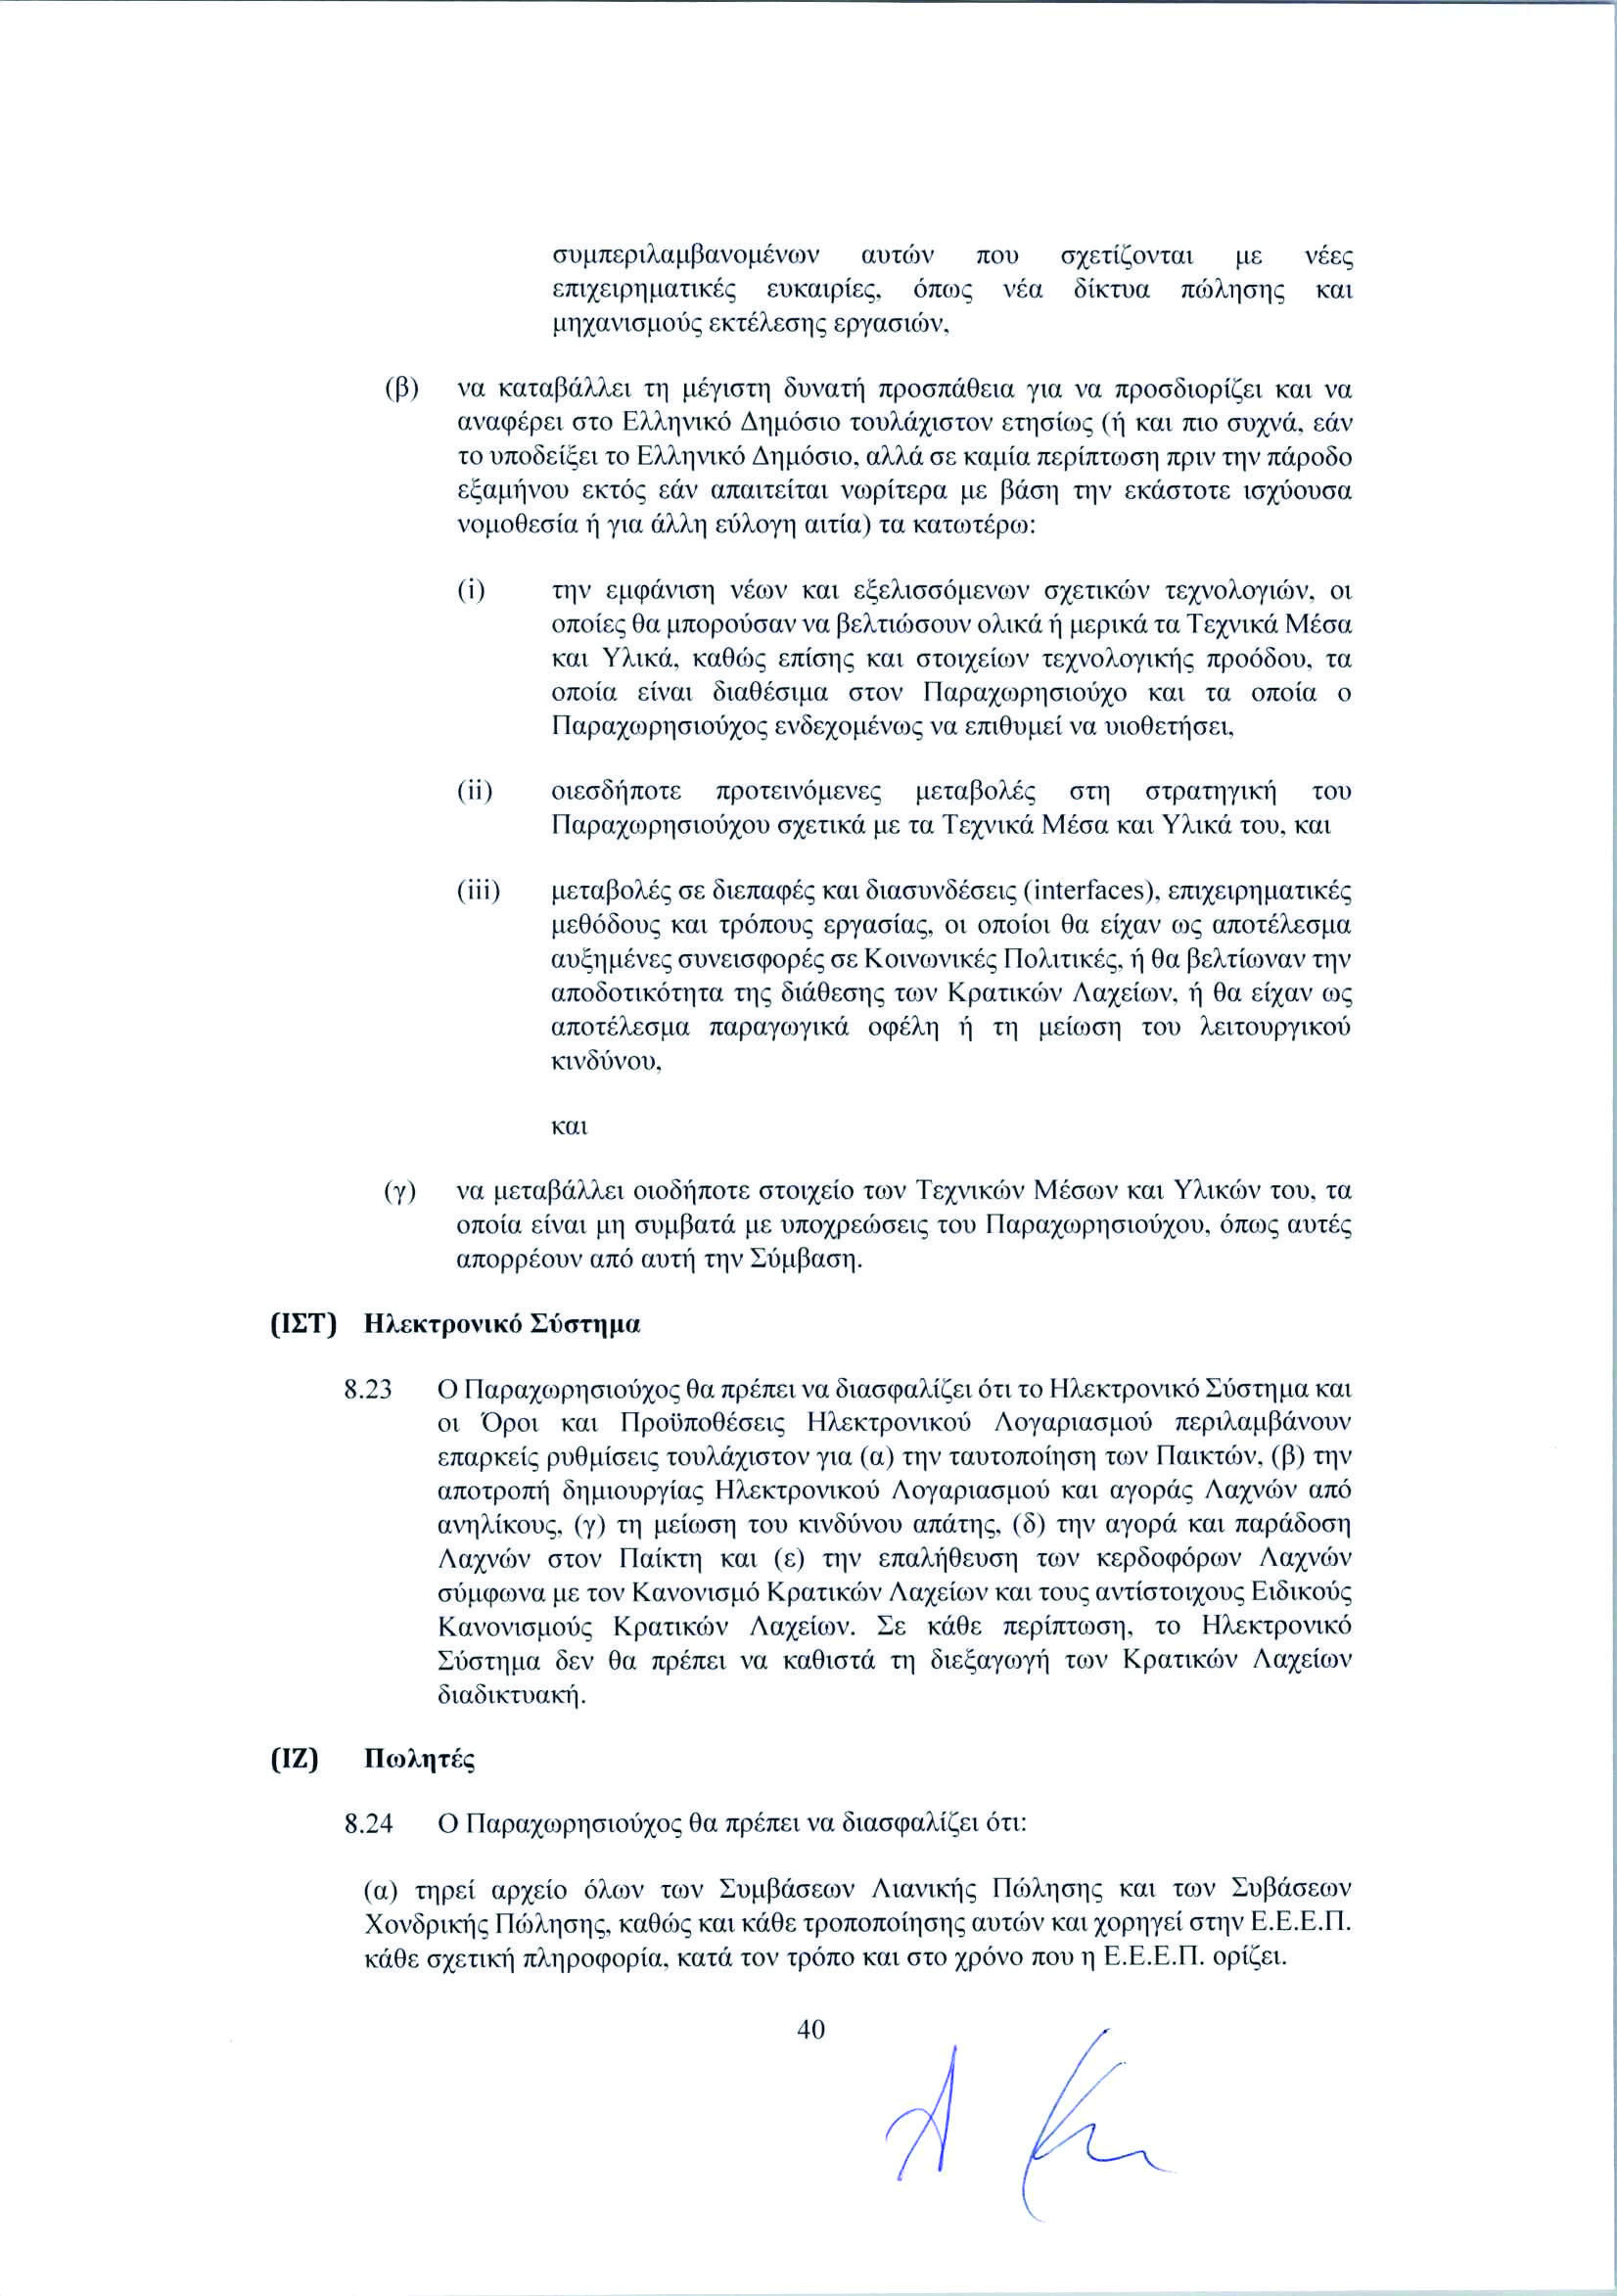 συμπεριλαμβανομένων αυτών που σχετίζονται με νέες
επιχειρηματικές ευκαιρίες, όπως νέα δίκτυα πώλησης και
μηχανισμούς εκτέλεσης εργασιών,
(β) να καταβάλλει τη μέγιστη δυνατή προσπάθεια για να προσδιορίζει και να
αναφέρει στο Ελληνικό Δημόσιο τουλάχιστον ετησίως (ή και πιο συχνά, εάν
το υποδείξει το Ελληνικό Δημόσιο, αλλά σε καμία περίπτωση πριν την πάροδο
εξαμήνου εκτός εάν απαιτείται νωρίτερα με βάση την εκάστοτε ισχύουσα
νομοθεσία ή για άλλη εύλογη αιτία) τα κατωτέρω:
(i) την εμφάνιση νέων και εξελισσόμενων σχετικών τεχνολογιών, οι
οποίες θα μπορούσαν να βελτιώσουν ολικά ή μερικά τα Τεχνικά Μέσα
και Υλικά, καθώς επίσης και στοιχείων τεχνολογικής προόδου, τα
οποία είναι διαθέσιμα στον Παραχωρησιούχο και τα οποία ο
Παραχωρησιούχος ενδεχομένως να επιθυμεί να υιοθετήσει,
(ii) οιεσδήποτε προτεινόμενες μεταβολές στη στρατηγική του
Παραχωρησιούχου σχετικά με τα Τεχνικά Μέσα και Υλικά του, και
(iii) μεταβολές σε διεπαφές και διασυνδέσεις (interfaces), επιχειρηματικές
μεθόδους και τρόπους εργασίας, οι οποίοι θα είχαν ως αποτέλεσμα
αυξημένες συνεισφορές σε Κοινωνικές Πολιτικές, ή θα βελτίωναν την
αποδοτικότητα της διάθεσης των Κρατικών Λαχείων, ή θα είχαν ως
αποτέλεσμα παραγωγικά οφέλη ή τη μείωση του λειτουργικού
κινδύνου,
και
(γ) να μεταβάλλει οιοδήποτε στοιχείο των Τεχνικών Μέσων και Υλικών του, τα
οποία είναι μη συμβατά με υποχρεώσεις του Παραχωρησιούχου, όπως αυτές
απορρέουν από αυτή την Σύμβαση.
(ΙΣΤ) Ηλεκτρονικό Σύστημα
8.23 Ο Παραχωρησιούχος θα πρέπει να διασφαλίζει ότι το Ηλεκτρονικό Σύστημα και
οι Όροι και Προϋποθέσεις Ηλεκτρονικού Λογαριασμού περιλαμβάνουν
επαρκείς ρυθμίσεις τουλάχιστον για (α) την ταυτοποίηση των Παικτών, (β) την
αποτροπή δημιουργίας Ηλεκτρονικού Λογαριασμού και αγοράς Λαχνών από
ανηλίκους, (γ) τη μείωση του κινδύνου απάτης, (δ) την αγορά και παράδοση
Λαχνών στον Παίκτη και (ε) την επαλήθευση των κερδοφόρων Λαχνών
σύμφωνα με τον Κανονισμό Κρατικών Λαχείων και τους αντίστοιχους Ειδικούς
Κανονισμούς Κρατικών Λαχείων. Σε κάθε περίπτωση, το Ηλεκτρονικό
Σύστημα δεν θα πρέπει να καθιστά τη διεξαγωγή των Κρατικών Λαχείων
διαδικτυακή.
(ΙΖ) Πωλητές
8.24 Ο Παραχωρησιούχος θα πρέπει να διασφαλίζει ότι:
(α) τηρεί αρχείο όλων των Συμβάσεων Λιανικής Πώλησης και των Συβάσεων
Χονδρικής Πώλησης, καθώς και κάθε τροποποίησης αυτών και χορηγεί στην Ε.Ε.Ε.Π.
κάθε σχετική πληροφορία, κατά τον τρόπο και στο χρόνο που η Ε.Ε.Ε.Π. ορίζει.
40